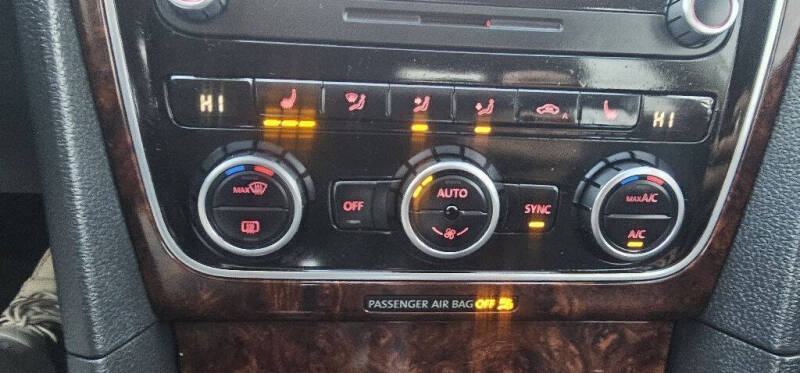 HI
HI
A
MAX
OFF
AUTO
SYNC
MAX A/C
A/C
PASSENGER AIR BAG OFF